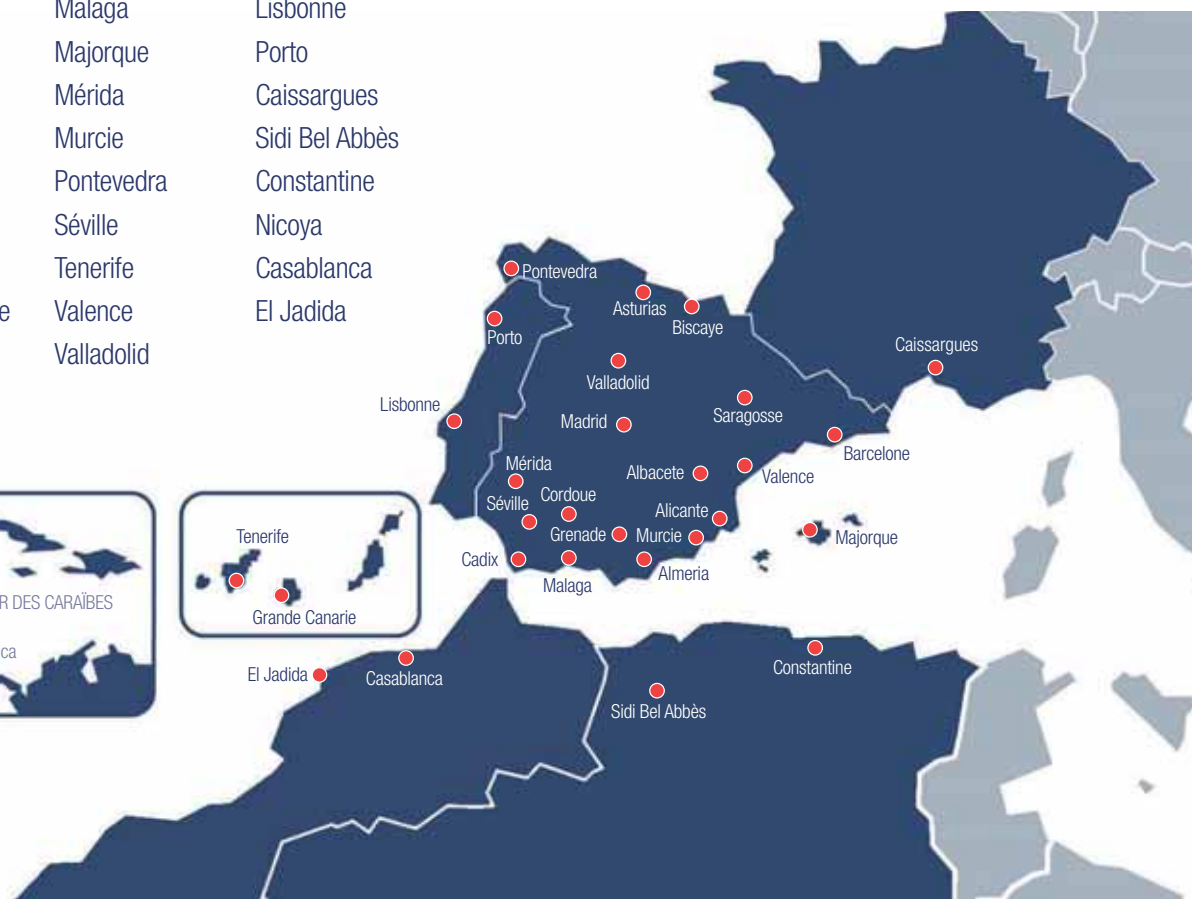 Malaga
Majorque
Mérida
Murcie
Pontevedra
Séville
Tenerife
Valence
Valladolid
Lisbonne
Porto
Caissargues
Sidi Bel Abbès
Constantine
Nicoya
Casablanca
El Jadida
Pontevedra
Asturias
Biscaye
Porto
Caissargues
Valladolid
Lisbonne
Saragosse
Madrid
Barcelone
Mérida
Albacete
Valence
Séville
Cordoue
Alicante
Grenade
Murcie
Majorque
Cadix
Malaga
Almeria
Tenerife
Grande Canarie
R DES CARAÏBES
ca
El Jadida
Casablanca
Constantine
Sidi Bel Abbès